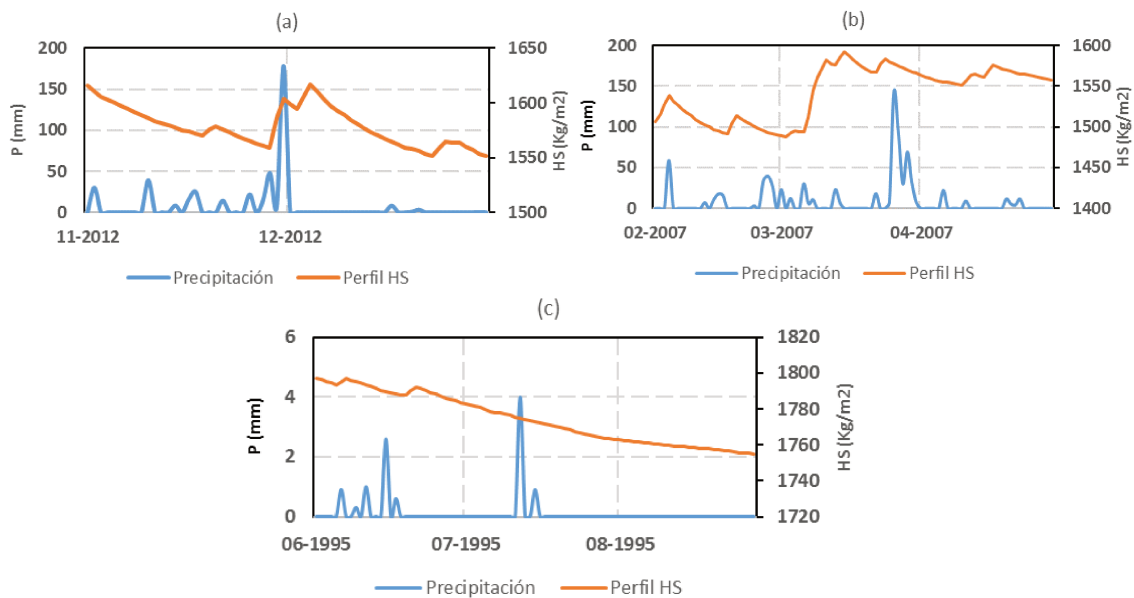 (a)
P (mm)
200
150
100
50
0
1650
1600
1550
1500
HS (Kg/m2)
11-2012
12-2012
Precipitación
Perfil HS
(b)
P (mm)
200
150
100
50
0
1600
1550
1500
1450
1400
HS (Kg/m2)
02-2007
03-2007
04-2007
Precipitación
Perfil HS
(c)
P (mm)
6
4
2
0
1820
1800
1780
1760
1740
1720
HS (Kg/m2)
06-1995
07-1995
08-1995
Precipitación
Perfil HS